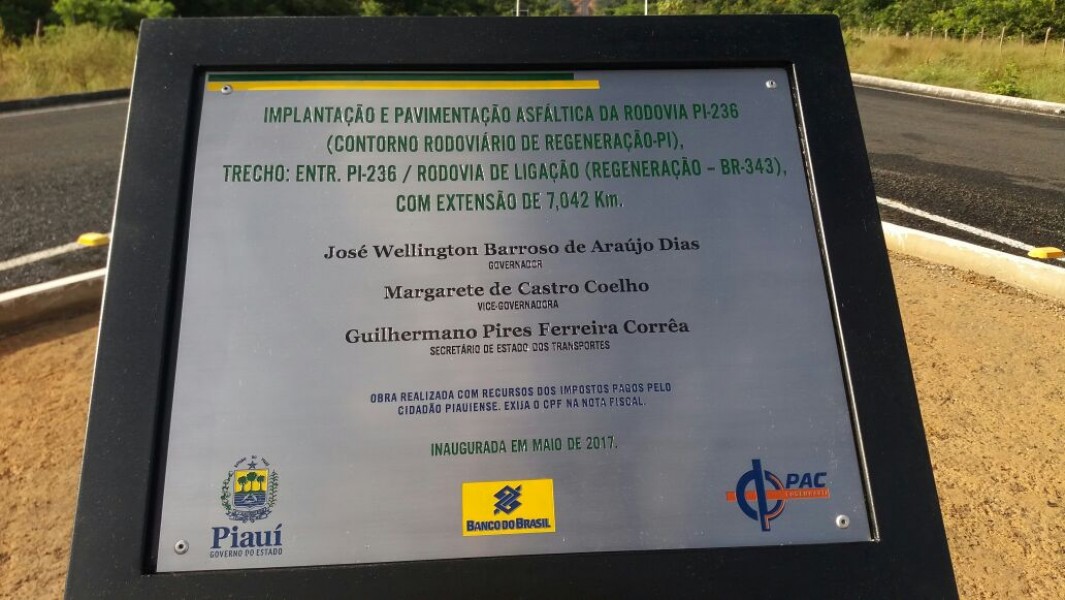 IMPLANTAÇÃO E PAVIMENTAÇÃO ASFÁLTICA DA RODOVIA PI-236
(CONTORNO RODOVIÁRIO DE REGENERAÇÃO-PI),
TRECHO: ENTR. PI-236 / RODOVIA DE LIGAÇÃO (REGENERAÇÃO – BR-343),
COM EXTENSÃO DE 7,042 Km.
José Wellington Barroso de Araújo Dias
GOVERNADOR
Margarete de Castro Coelho
VICE-GOVERNADORA
Guilhermano Pires Ferreira Corrêa
SECRETÁRIO DE ESTADO DOS TRANSPORTES
OBRA REALIZADA COM RECURSOS DOS IMPOSTOS PAGOS PELO
CIDADÃO PIAUIENSE. EXIJA O CPF NA NOTA FISCAL.
INAUGURADA EM MAIO DE 2017.
Piauí
GOVERNO DO ESTADO
BANCO DO BRASIL
PAC
ENGENHARIA